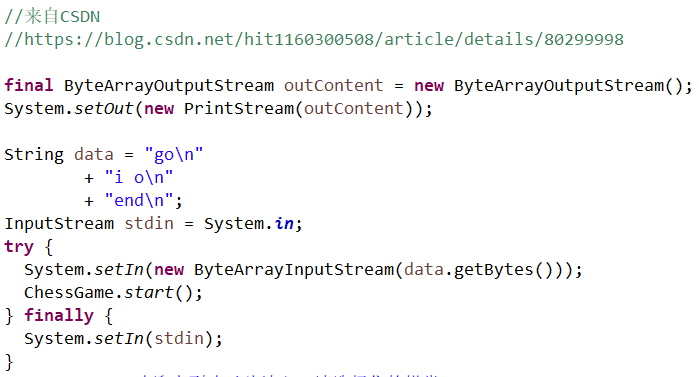 //来自CSDN
//https://blog.csdn.net/hit1160300508/article/details/80299998
final ByteArrayOutputStream outContent = new ByteArrayOutputStream();
System.setOut(new PrintStream(outContent));
String data = "go\n"
+ "i o\n"
+ "end\n";
InputStream stdin = System.in;
try {
System.setIn(new ByteArrayInputStream(data.getBytes()));
ChessGame.start();
} finally {
System.setIn(stdin);
}